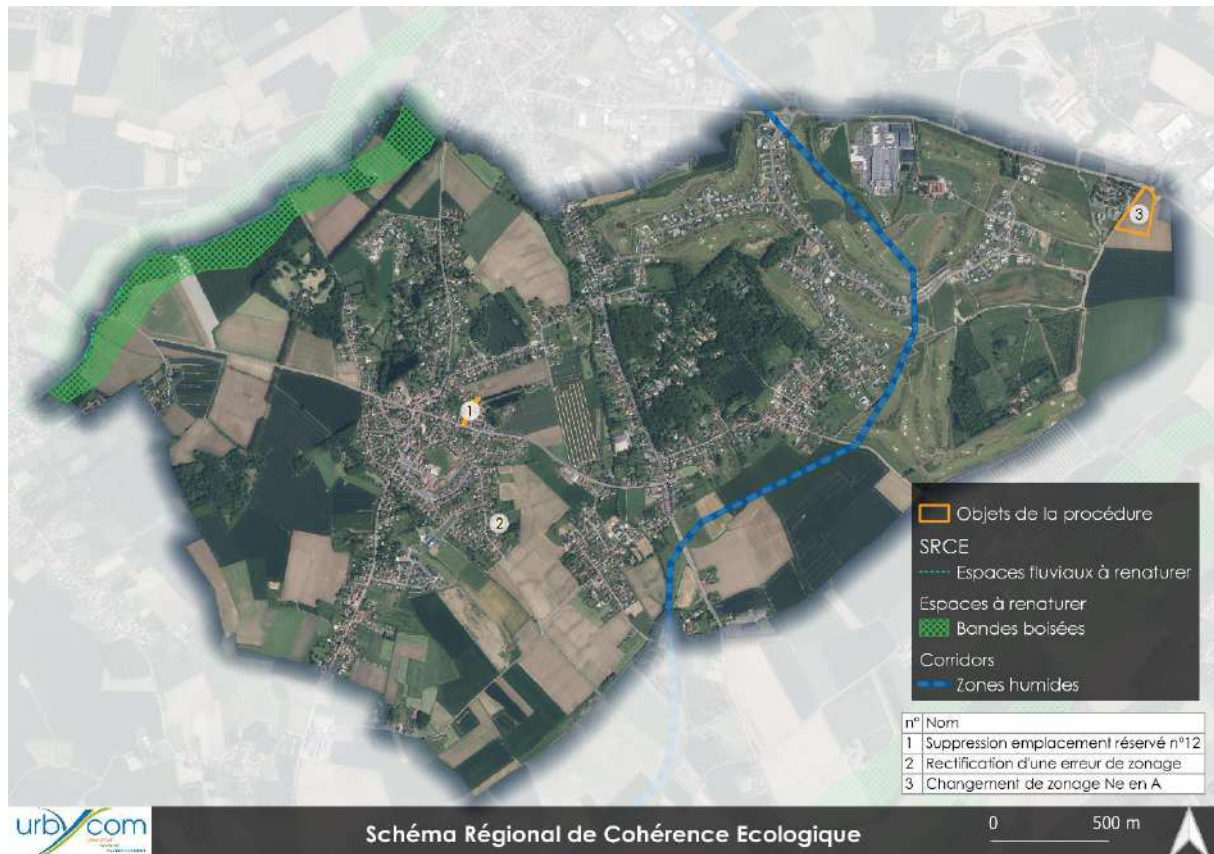 3
1
2
Objets de la procédure
SRCE
Espaces fluviaux à renaturer
Espaces à renaturer
Bandes boisées
Corridors
Zones humides
n° Nom
1 Suppression emplacement réservé n°12
2 Rectification d'une erreur de zonage
3 Changement de zonage Ne en A
urbycom
Schéma Régional de Cohérence Ecologique
0 500 m